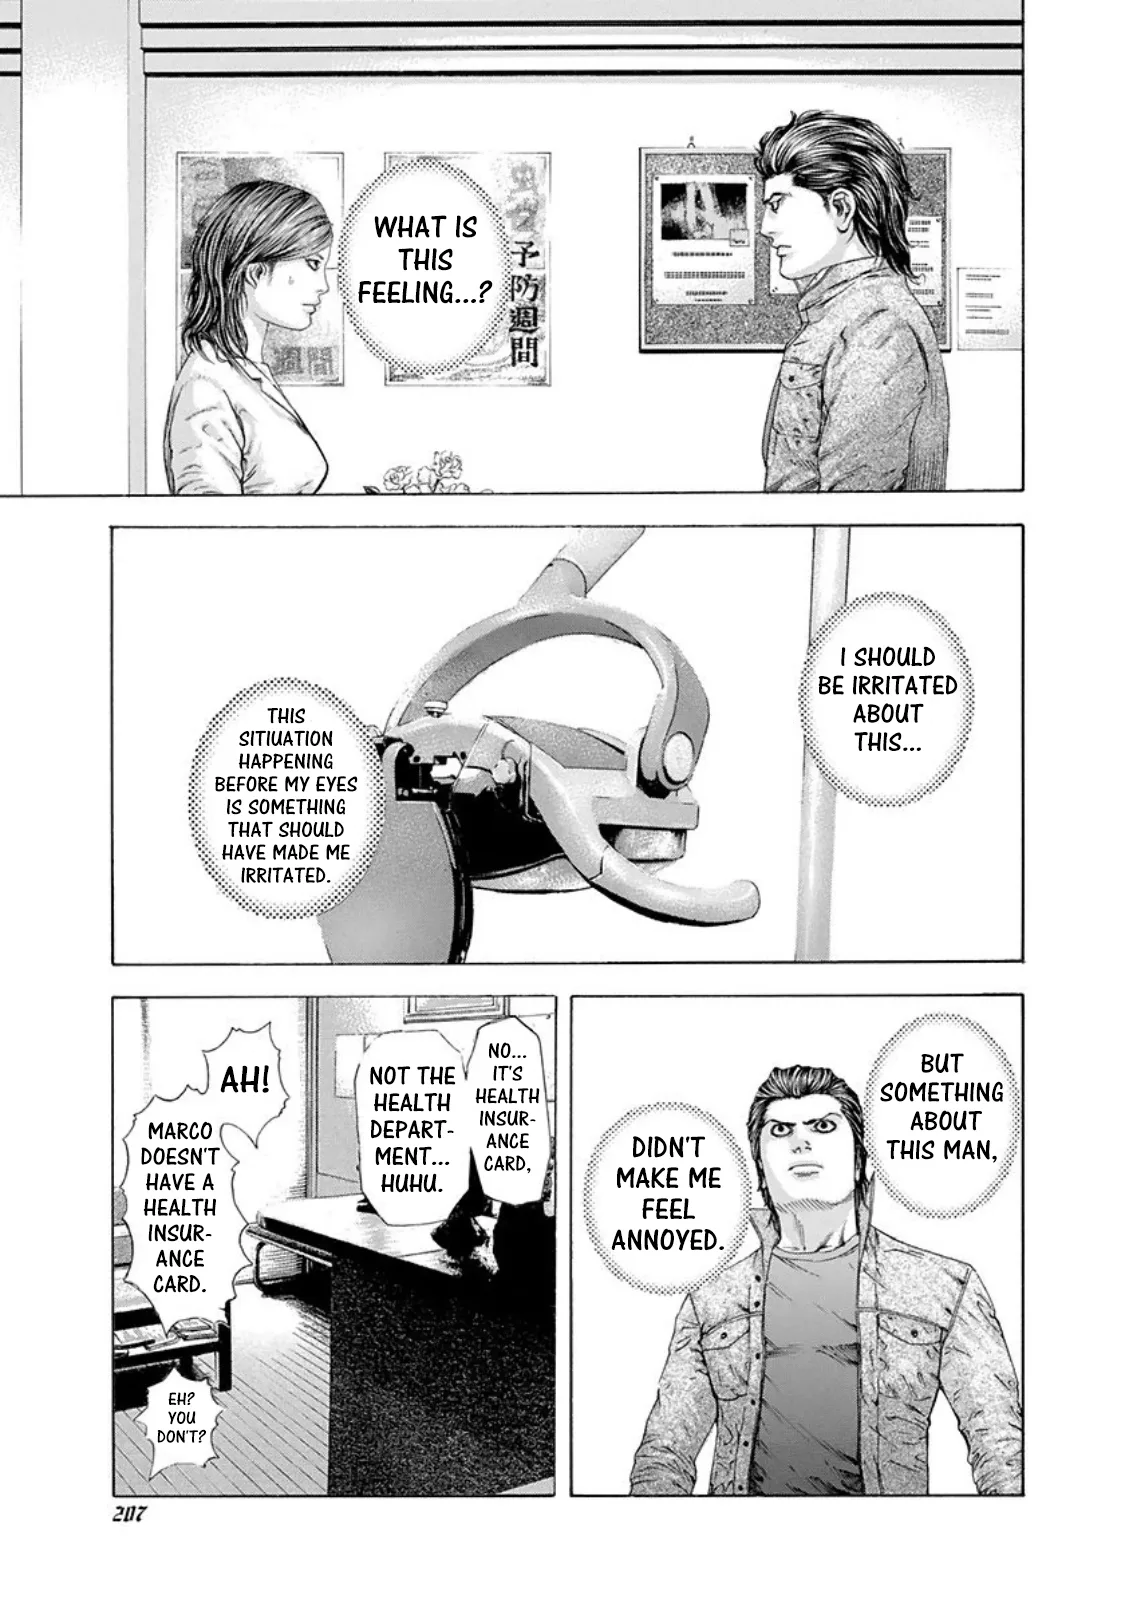 WHAT IS
THIS
FEELING...?
予防週間
週間
I SHOULD
BE IRRITATED
ABOUT
THIS...
THIS
SITIUATION
HAPPENING
BEFORE MY EYES
IS SOMETHING
THAT SHOULD
HAVE MADE ME
IRRITATED.
BUT
SOMETHING
ABOUT
THIS MAN,
DIDN'T
MAKE ME
FEEL
ANNOYED.
NO...
IT'S
HEALTH
INSUR-
ANCE
CARD,
NOT THE
HEALTH
DEPART-
MENT...
HUHU.
AH!
MARCO
DOESN'T
HAVE A
HEALTH
INSUR-
ANCE
CARD.
EH?
YOU
DON'T?
207